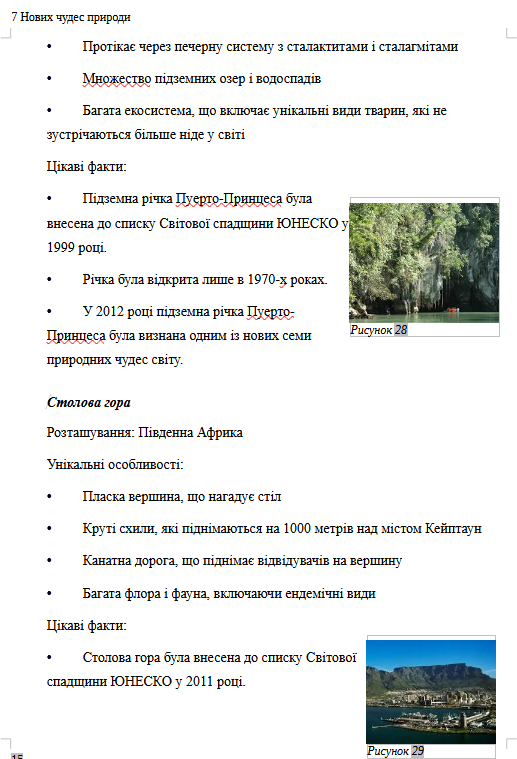 7 Нових чудес природи
• Протікає через печерну систему з сталактитами і сталагмітами
• Множество підземних озер і водоспадів
• Багата екосистема, що включає унікальні види тварин, які не
зустрічаються більше ніде у світі
Цікаві факти:
• Підземна річка Пуерто-Принцеса була
внесена до списку Світової спадщини ЮНЕСКО у
1999 році.
• Річка була відкрита лише в 1970-х роках.
• У 2012 році підземна річка Пуерто-
Принцеса була визнана одним із нових семи
природних чудес світу.
Рисунок 28
Столова гора
Розташування: Південна Африка
Унікальні особливості:
• Пласка вершина, що нагадує стіл
• Круті схили, які піднімаються на 1000 метрів над містом Кейптаун
• Канатна дорога, що піднімає відвідувачів на вершину
• Багата флора і фауна, включаючи ендемічні види
Цікаві факти:
• Столова гора була внесена до списку Світової
спадщини ЮНЕСКО у 2011 році.
Рисунок 29